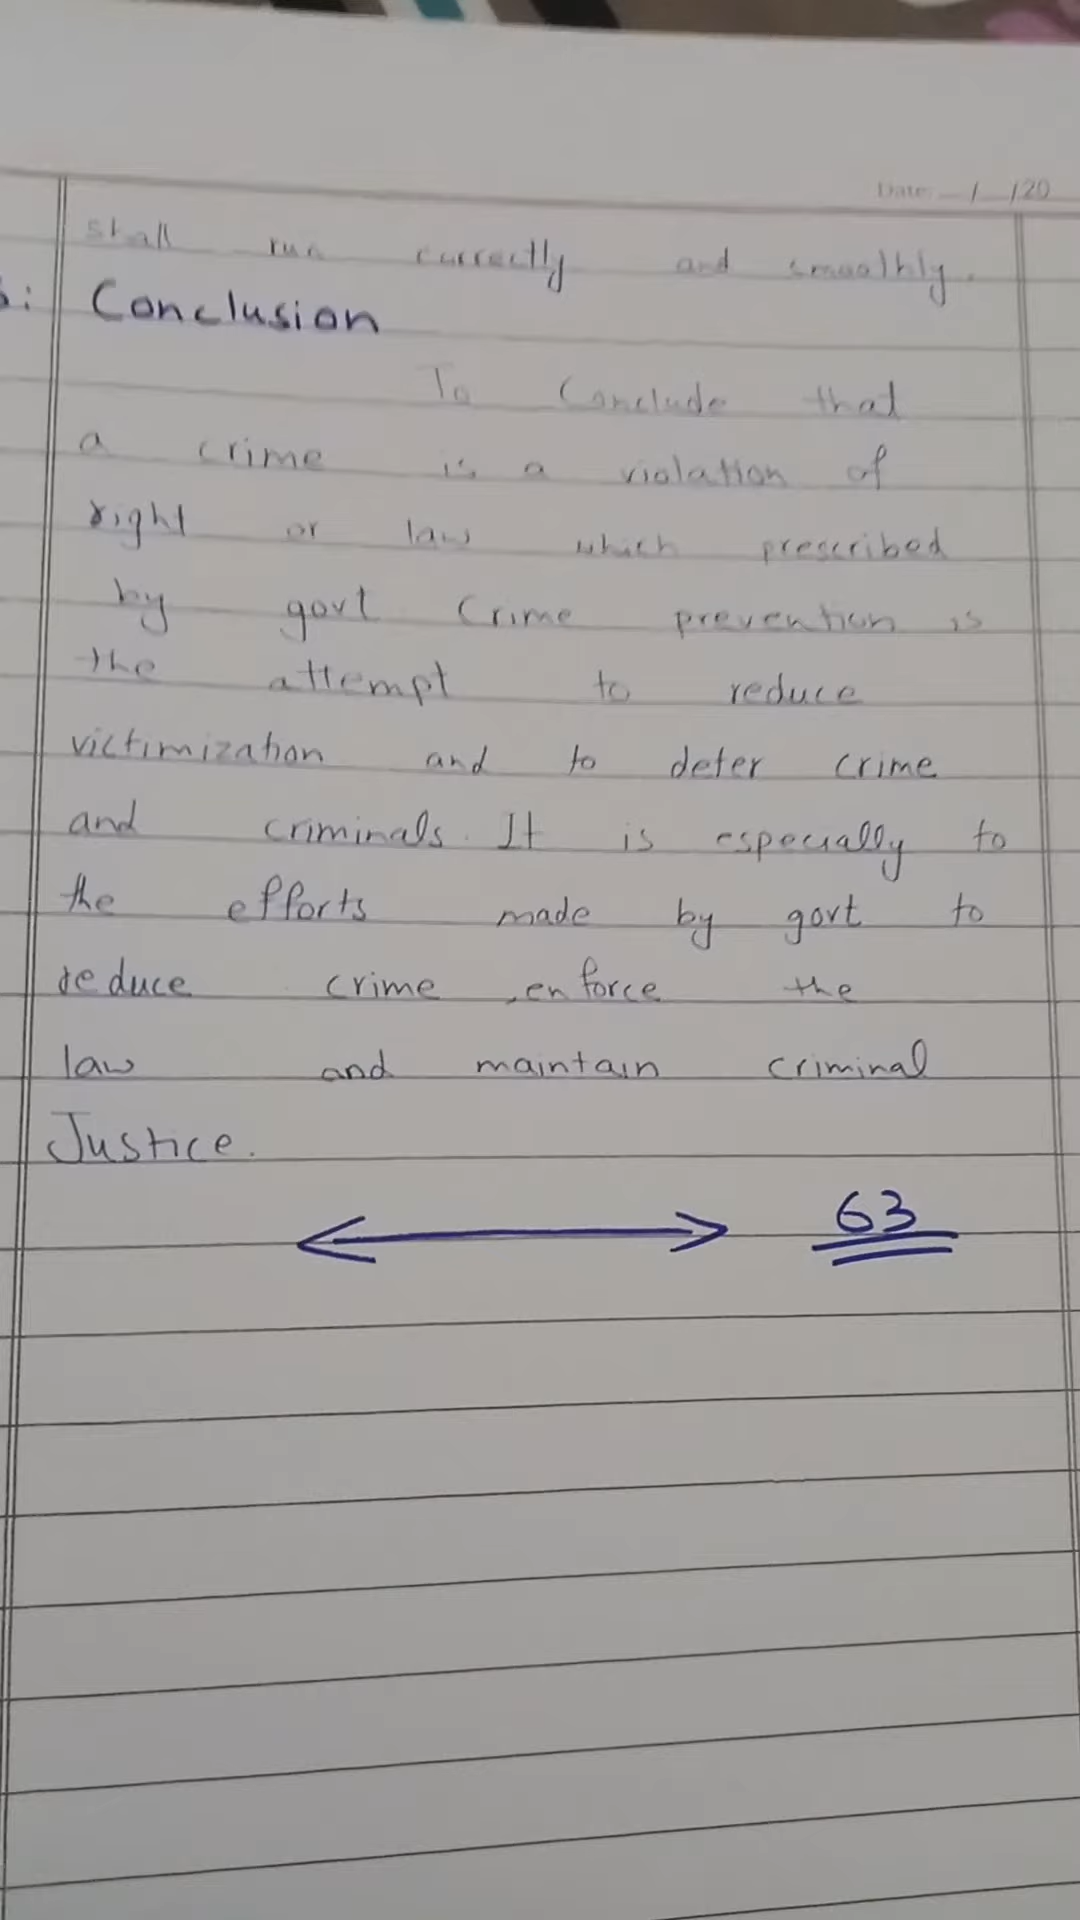 Date: / /20
shall run currectly and smoothly.
: Conclusion
To Conclude that
a crime is a violation of
right or law which prescribed
by govt Crime prevention is
the attempt to reduce
victimization and to deter crime
and criminals. It is especially to
the efforts made by govt to
reduce crime, enforce the
law and maintain criminal
Justice.
63